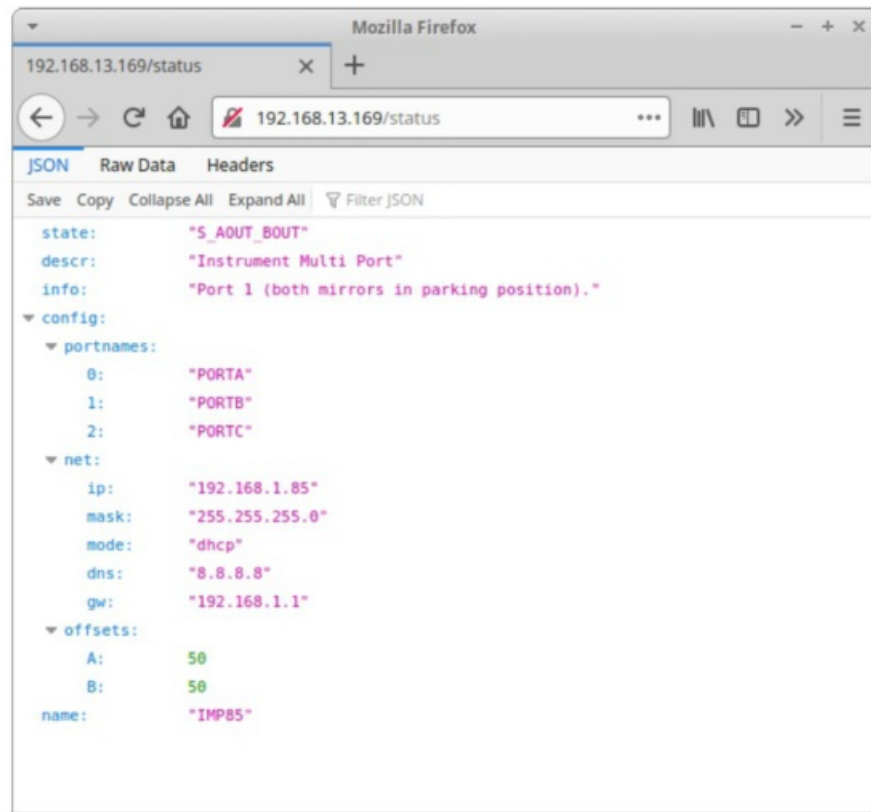 Mozilla Firefox
192.168.13.169/status
192.168.13.169/status
JSON Raw Data Headers
Save Copy Collapse All Expand All Filter JSON
state: "S_AOUT_BOUT"
descr: "Instrument Multi Port"
info: "Port 1 (both mirrors in parking position)."
config:
portnames:
0: "PORTA"
1: "PORTB"
2: "PORTC"
net:
ip: "192.168.1.85"
mask: "255.255.255.0"
mode: "dhcp"
dns: "8.8.8.8"
gw: "192.168.1.1"
offsets:
A: 50
B: 50
name: "IMP85"